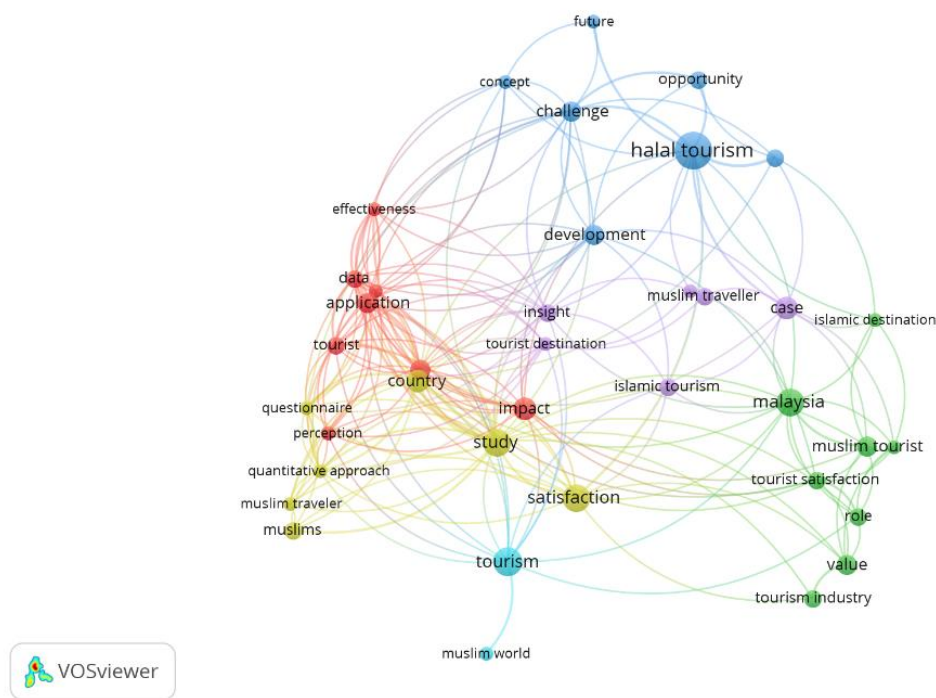 future
concept
opportunity
challenge
halal tourism
effectiveness
development
data
application
muslim traveller
insight
case
islamic destination
tourist
tourist destination
country
islamic tourism
questionnaire
impact
malaysia
perception
study
muslim tourist
quantitative approach
tourist satisfaction
muslim traveler
satisfaction
role
muslims
tourism
value
tourism industry
muslim world
VOSviewer